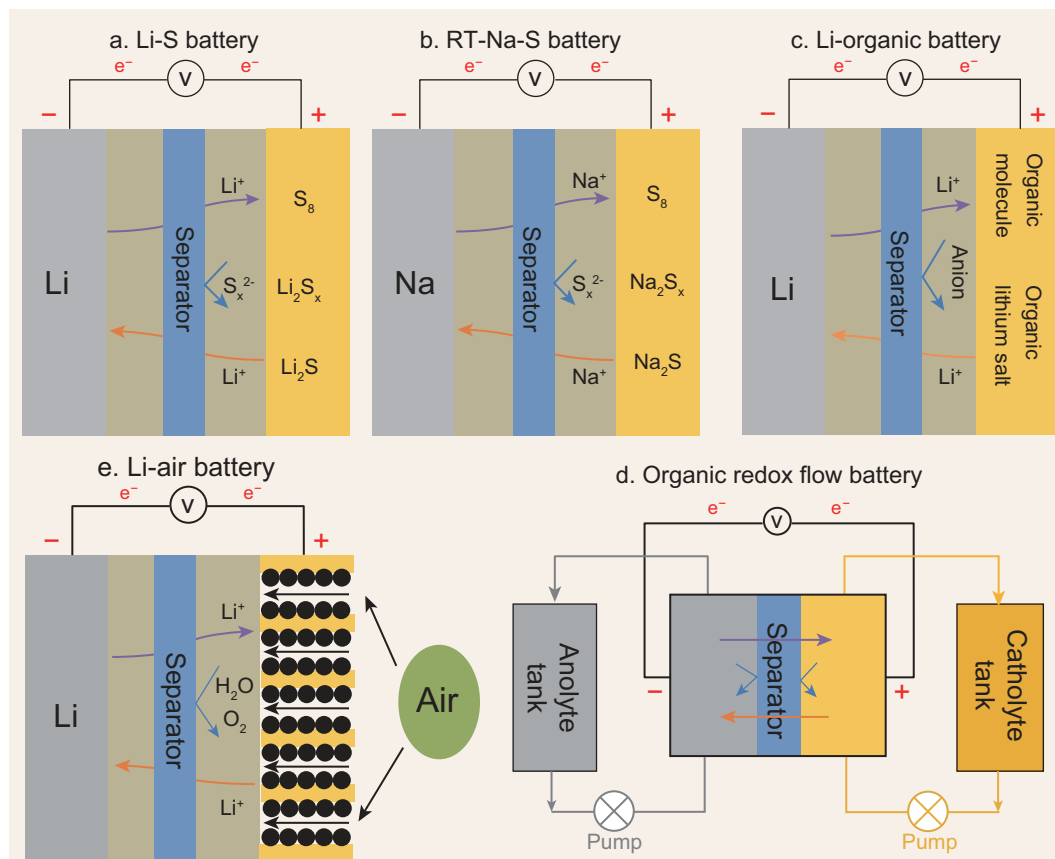 a. Li-S battery
e⁻ V e⁻
− +
Li
Separator
Li⁺
S₈
Sₓ²⁻
Li₂Sₓ
Li⁺
Li₂S
b. RT-Na-S battery
e⁻ V e⁻
− +
Na
Separator
Na⁺
S₈
Sₓ²⁻
Na₂Sₓ
Na⁺
Na₂S
c. Li-organic battery
e⁻ V e⁻
− +
Li
Separator
Li⁺
Anion
Li⁺
Organic
molecule
Organic
lithium salt
e. Li-air battery
e⁻ V e⁻
− +
Li
Separator
Li⁺
H₂O
O₂
Li⁺
Air
d. Organic redox flow battery
e⁻ V e⁻
Anolyte
tank
− +
Separator
Catholyte
tank
Pump
Pump